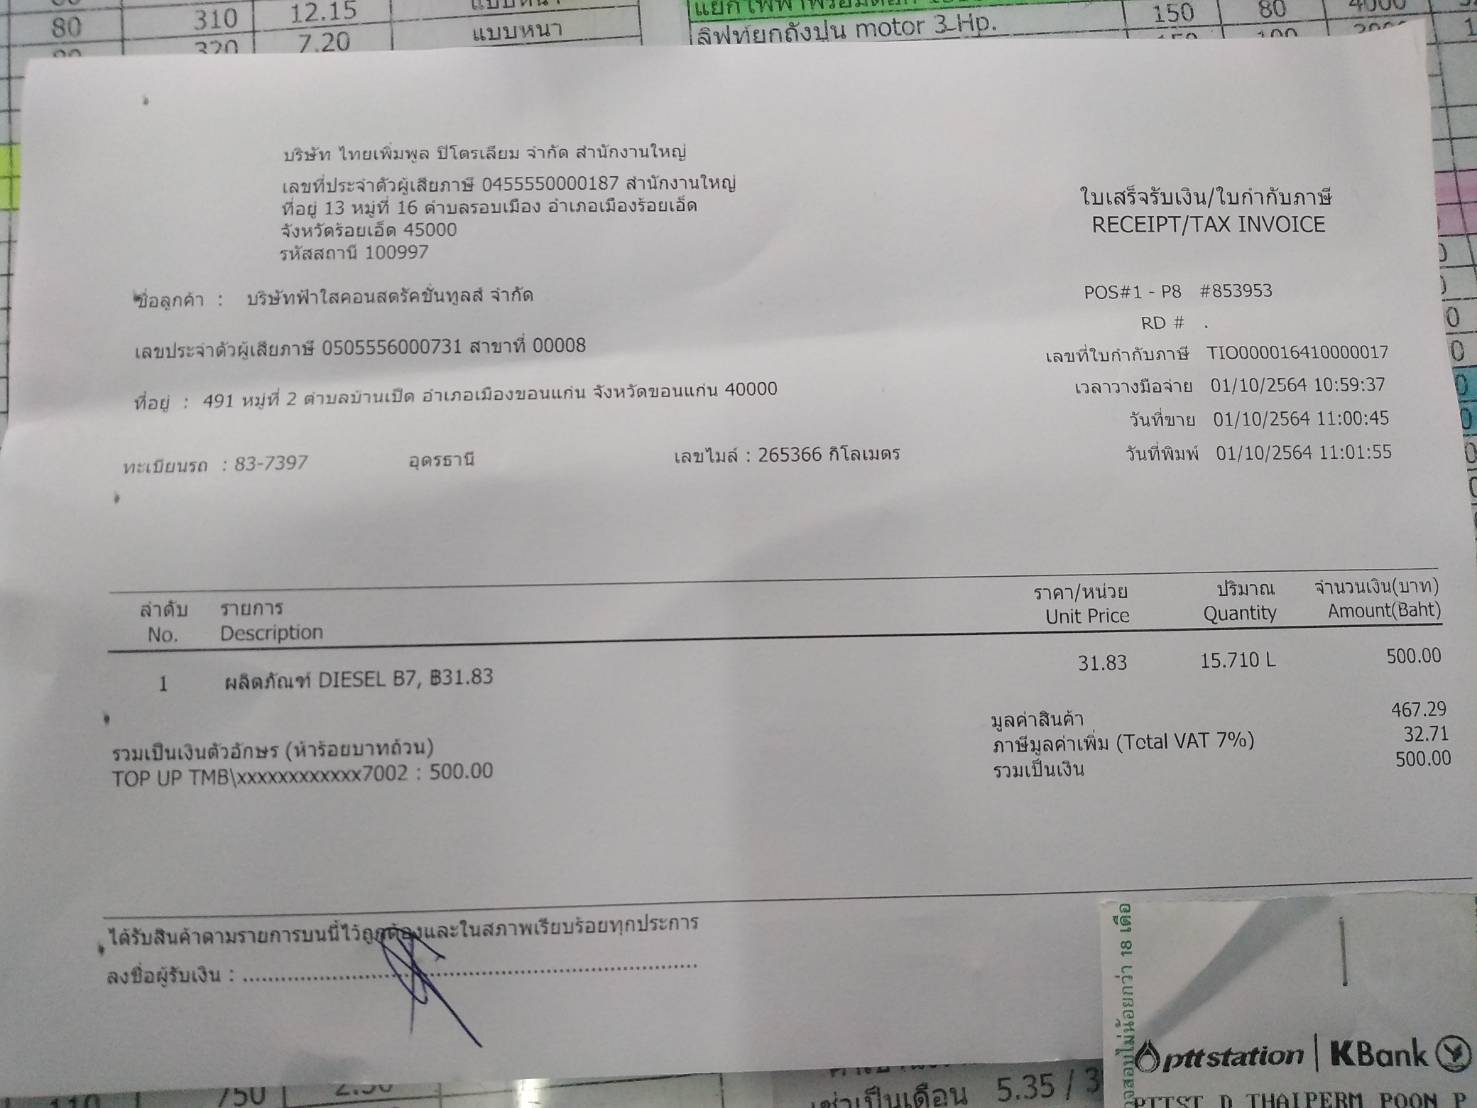 80 310 12.15
320 7.20 แบบหนา
150 80 4000
ลิฟท์ยกถังปูน motor 3 Hp.
บริษัท ไทยเพิ่มพูล ปิโตรเลียม จำกัด สำนักงานใหญ่
เลขที่ประจำตัวผู้เสียภาษี 0455550000187 สำนักงานใหญ่
ที่อยู่ 13 หมู่ที่ 16 ตำบลรอบเมือง อำเภอเมืองร้อยเอ็ด
จังหวัดร้อยเอ็ด 45000
รหัสสถานี 100997
ใบเสร็จรับเงิน/ใบกำกับภาษี
RECEIPT/TAX INVOICE
ชื่อลูกค้า : บริษัทฟ้าใสคอนสตรัคชั่นทูลส์ จำกัด
POS#1 - P8 #853953
RD # .
เลขประจำตัวผู้เสียภาษี 0505556000731 สาขาที่ 00008
เลขที่ใบกำกับภาษี TIO000016410000017
เวลาวางมือจ่าย 01/10/2564 10:59:37
ที่อยู่ : 491 หมู่ที่ 2 ตำบลบ้านเป็ด อำเภอเมืองขอนแก่น จังหวัดขอนแก่น 40000
วันที่ขาย 01/10/2564 11:00:45
ทะเบียนรถ : 83-7397 อุดรธานี เลขไมล์ : 265366 กิโลเมตร
วันที่พิมพ์ 01/10/2564 11:01:55
ลำดับ รายการ ราคา/หน่วย ปริมาณ จำนวนเงิน(บาท)
No. Description Unit Price Quantity Amount(Baht)
1 ผลิตภัณฑ์ DIESEL B7, ฿31.83 31.83 15.710 L 500.00
มูลค่าสินค้า 467.29
ภาษีมูลค่าเพิ่ม (Total VAT 7%) 32.71
รวมเป็นเงิน 500.00
รวมเป็นเงินตัวอักษร (ห้าร้อยบาทถ้วน)
TOP UP TMB\xxxxxxxxxxxx7002 : 500.00
ได้รับสินค้าตามรายการบนนี้ไว้ถูกต้องและในสภาพเรียบร้อยทุกประการ
ลงชื่อผู้รับเงิน :
ไม่น้อยกว่า 18 เดือ
pttstation | KBank
PTTST D THAIPERM POON P
750
เช่าเป็นเดือน 5.35 / 3